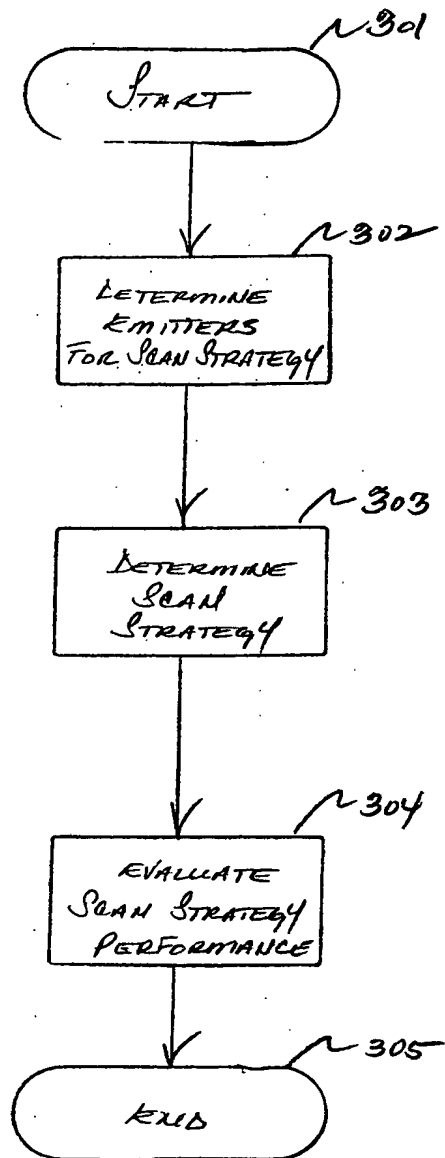 301
START
302
DETERMINE
EMITTERS
FOR SCAN STRATEGY
303
DETERMINE
SCAN
STRATEGY
304
EVALUATE
SCAN STRATEGY
PERFORMANCE
305
END